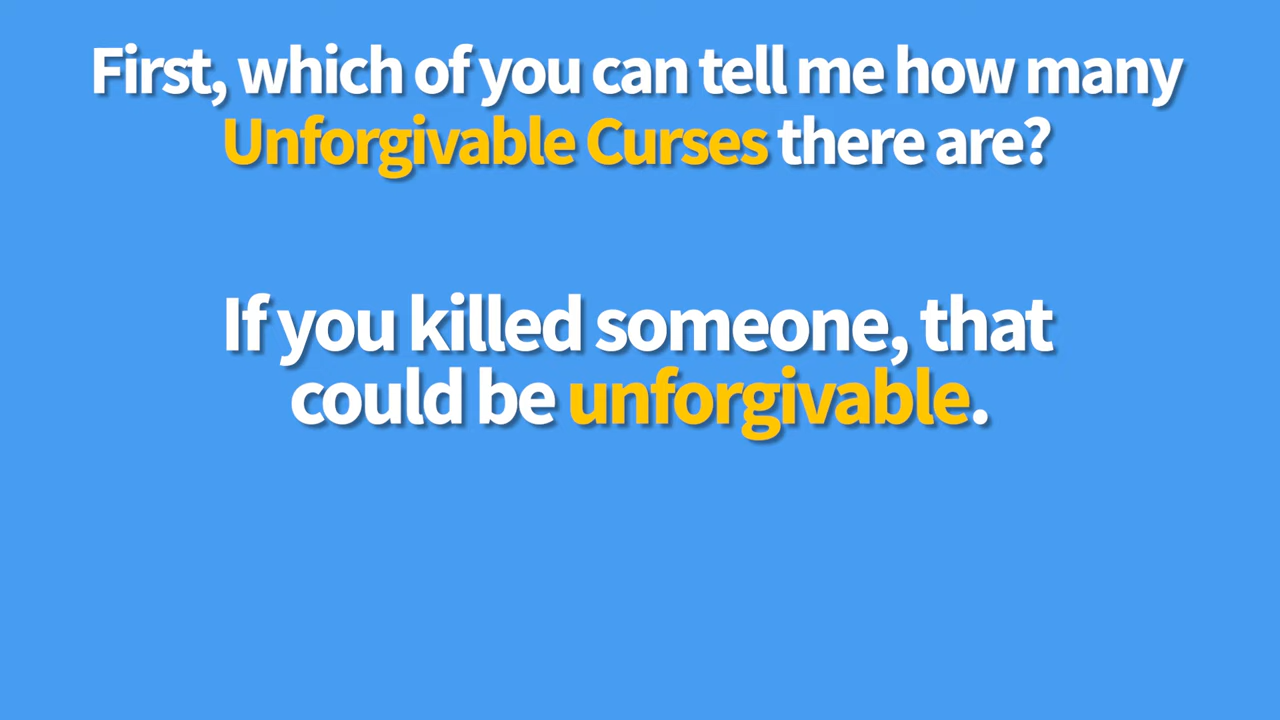 First, which of you can tell me how many
Unforgivable Curses there are?
If you killed someone, that
could be unforgivable.